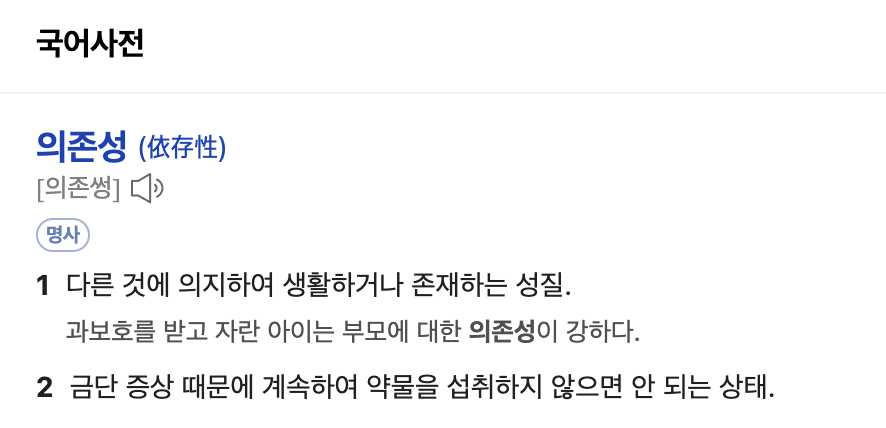 국어사전
의존성 (依存性)
[의존썽]
명사
1 다른 것에 의지하여 생활하거나 존재하는 성질.
과보호를 받고 자란 아이는 부모에 대한 의존성이 강하다.
2 금단 증상 때문에 계속하여 약물을 섭취하지 않으면 안 되는 상태.